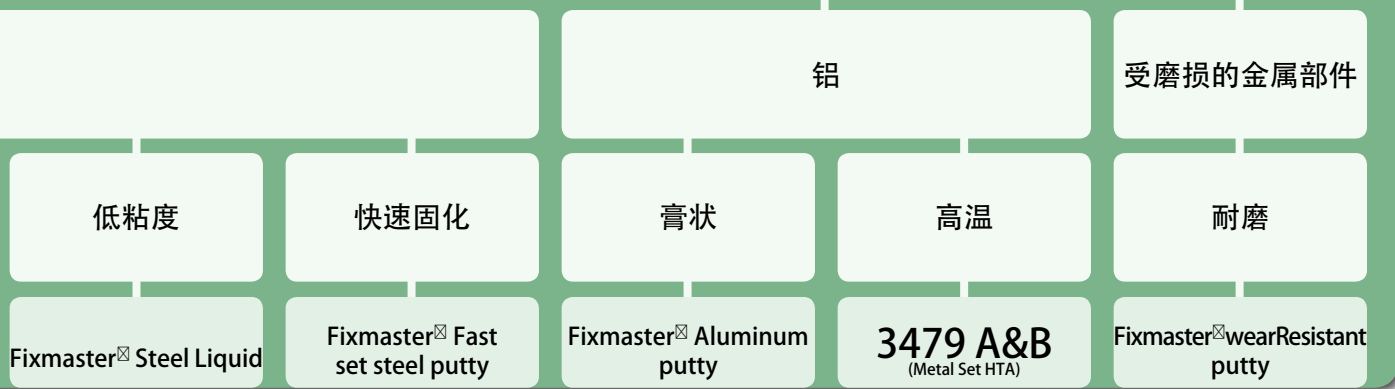 铝
受磨损的金属部件
低粘度
快速固化
膏状
高温
耐磨
Fixmaster Steel Liquid
Fixmaster Fast
set steel putty
Fixmaster Aluminum
putty
3479 A&B
(Metal Set HTA)
Fixmaster wearResistant
putty